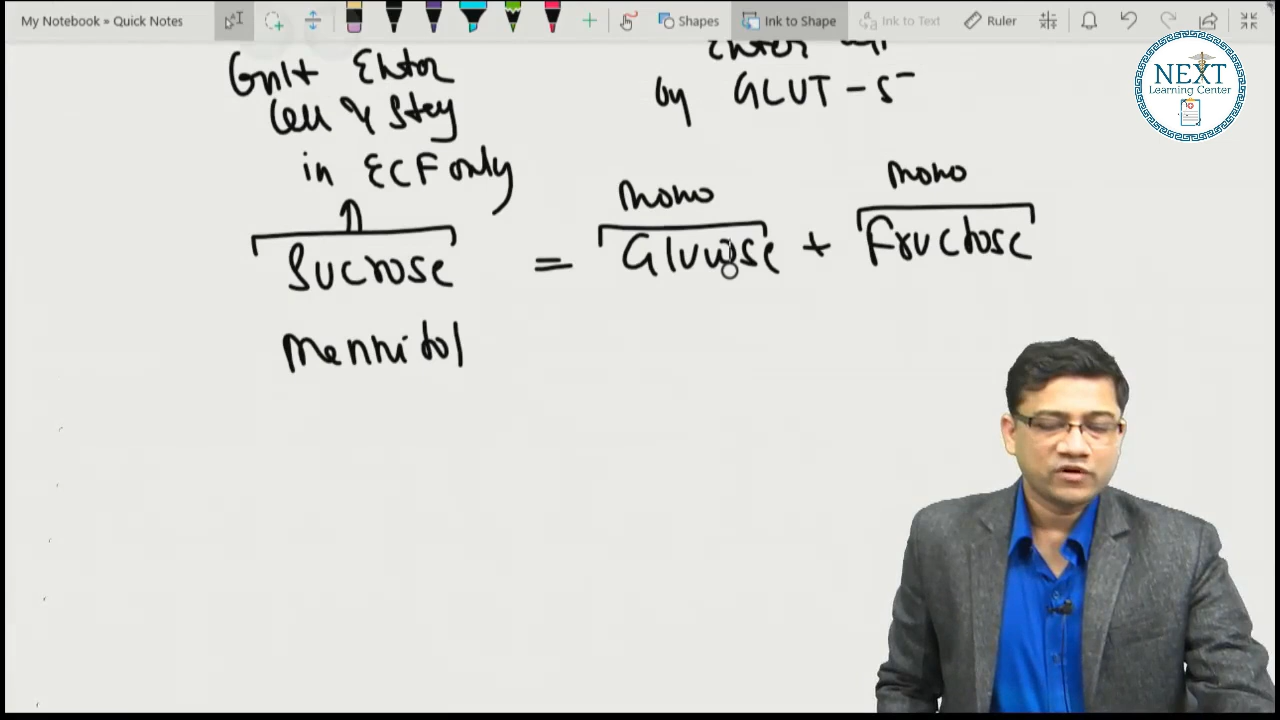 My Notebook » Quick Notes
Shapes
Ink to Shape
Ink to Text
Ruler
NEXT
Learning Center
Enter
Cell & Stay
in ECF only
Enter
by GLUT-5
mono
mono
Sucrose = Glucose + Fructose
Mannitol